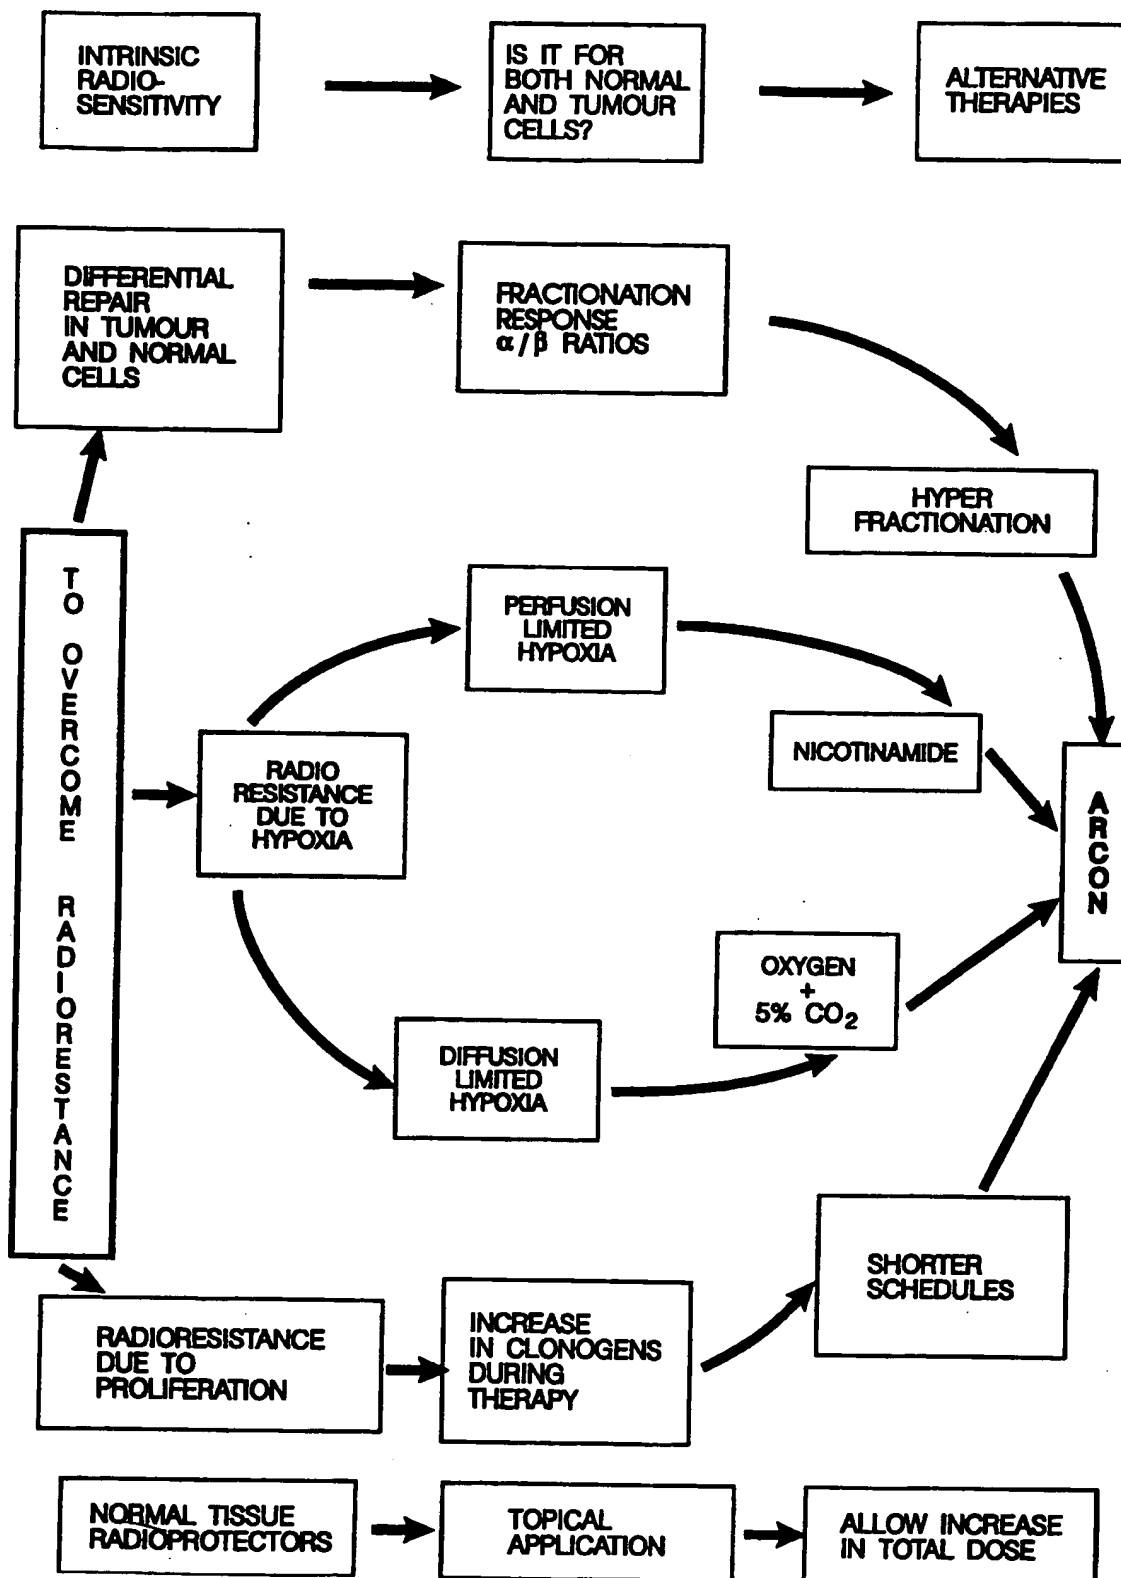 INTRINSIC
RADIO-
SENSITIVITY
IS IT FOR
BOTH NORMAL
AND TUMOUR
CELLS?
ALTERNATIVE
THERAPIES
DIFFERENTIAL
REPAIR
IN TUMOUR
AND NORMAL
CELLS
FRACTIONATION
RESPONSE
α/β RATIOS
HYPER
FRACTIONATION
TO OVERCOME RADIORESTANCE
PERFUSION
LIMITED
HYPOXIA
RADIO
RESISTANCE
DUE TO
HYPOXIA
NICOTINAMIDE
ARCON
OXYGEN
+
5% CO₂
DIFFUSION
LIMITED
HYPOXIA
SHORTER
SCHEDULES
RADIORESISTANCE
DUE TO
PROLIFERATION
INCREASE
IN CLONOGENS
DURING
THERAPY
NORMAL TISSUE
RADIOPROTECTORS
TOPICAL
APPLICATION
ALLOW INCREASE
IN TOTAL DOSE